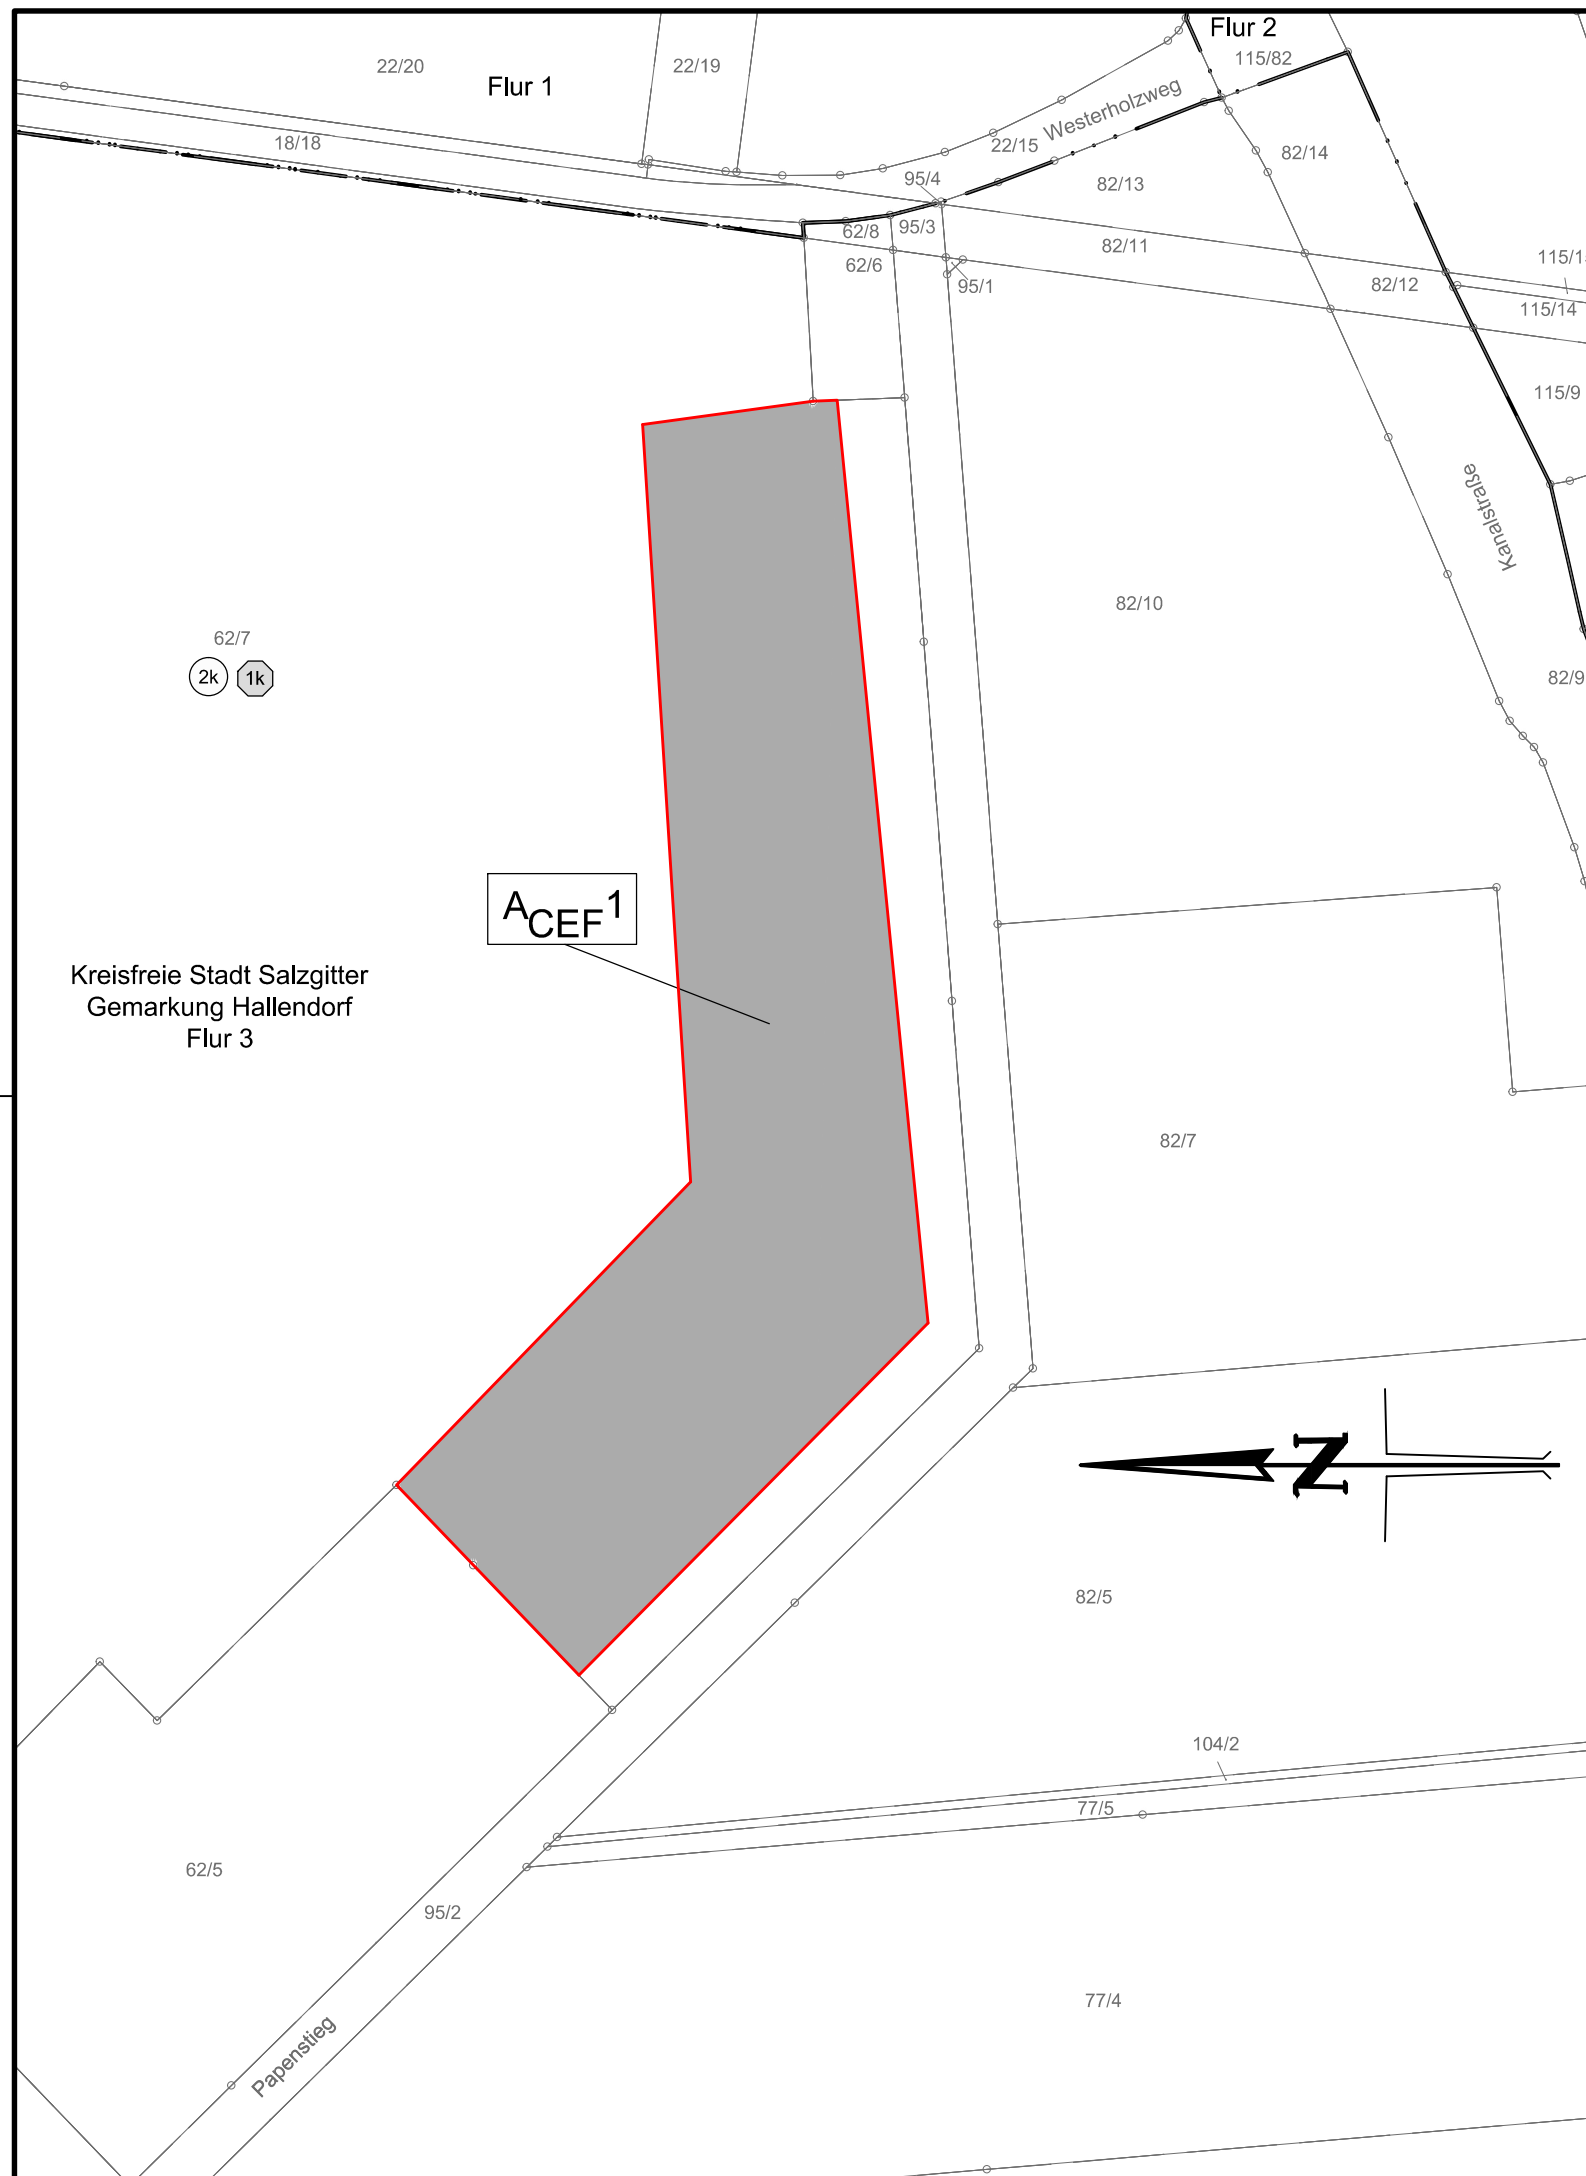 Flur 2
22/20
22/19
Flur 1
115/82
Westerholzweg
18/18
22/15
82/14
95/4
82/13
62/8
95/3
82/11
62/6
95/1
82/12
115/14
115/9
Kanalstraße
82/10
62/7
2k
1k
82/9
ACEF1
Kreisfreie Stadt Salzgitter
Gemarkung Hallendorf
Flur 3
82/7
N
82/5
104/2
77/5
62/5
95/2
77/4
Papenstieg